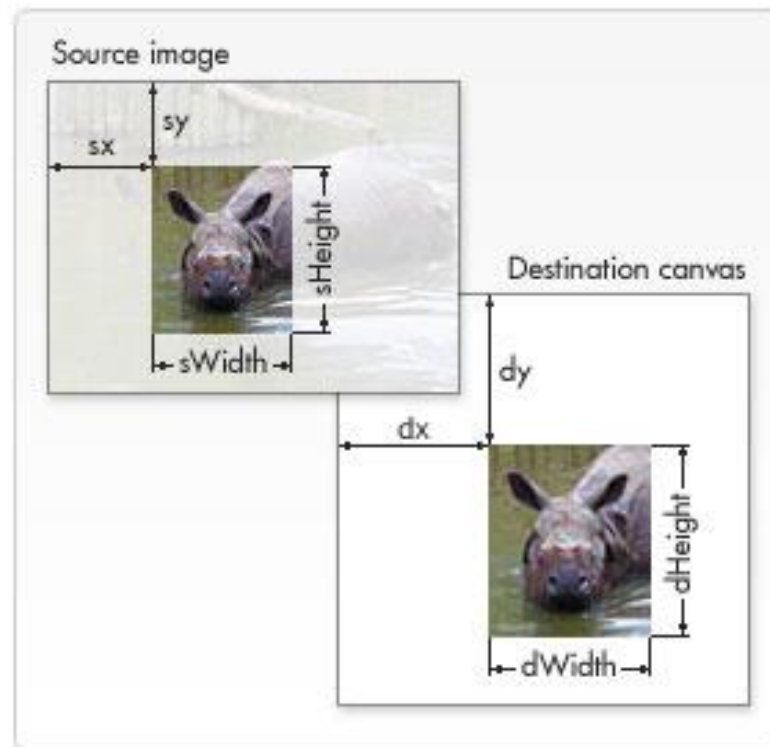 Source image
sy
sx
sHeight
sWidth
Destination canvas
dy
dx
dHeight
dWidth